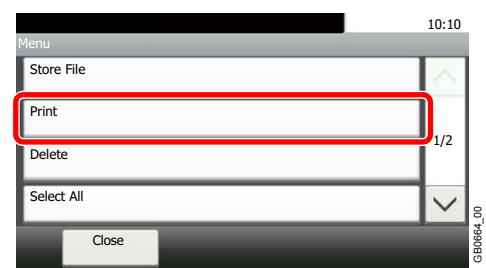 10:10
Menu
Store File
Print
1/2
Delete
Select All
Close
GB0664_00